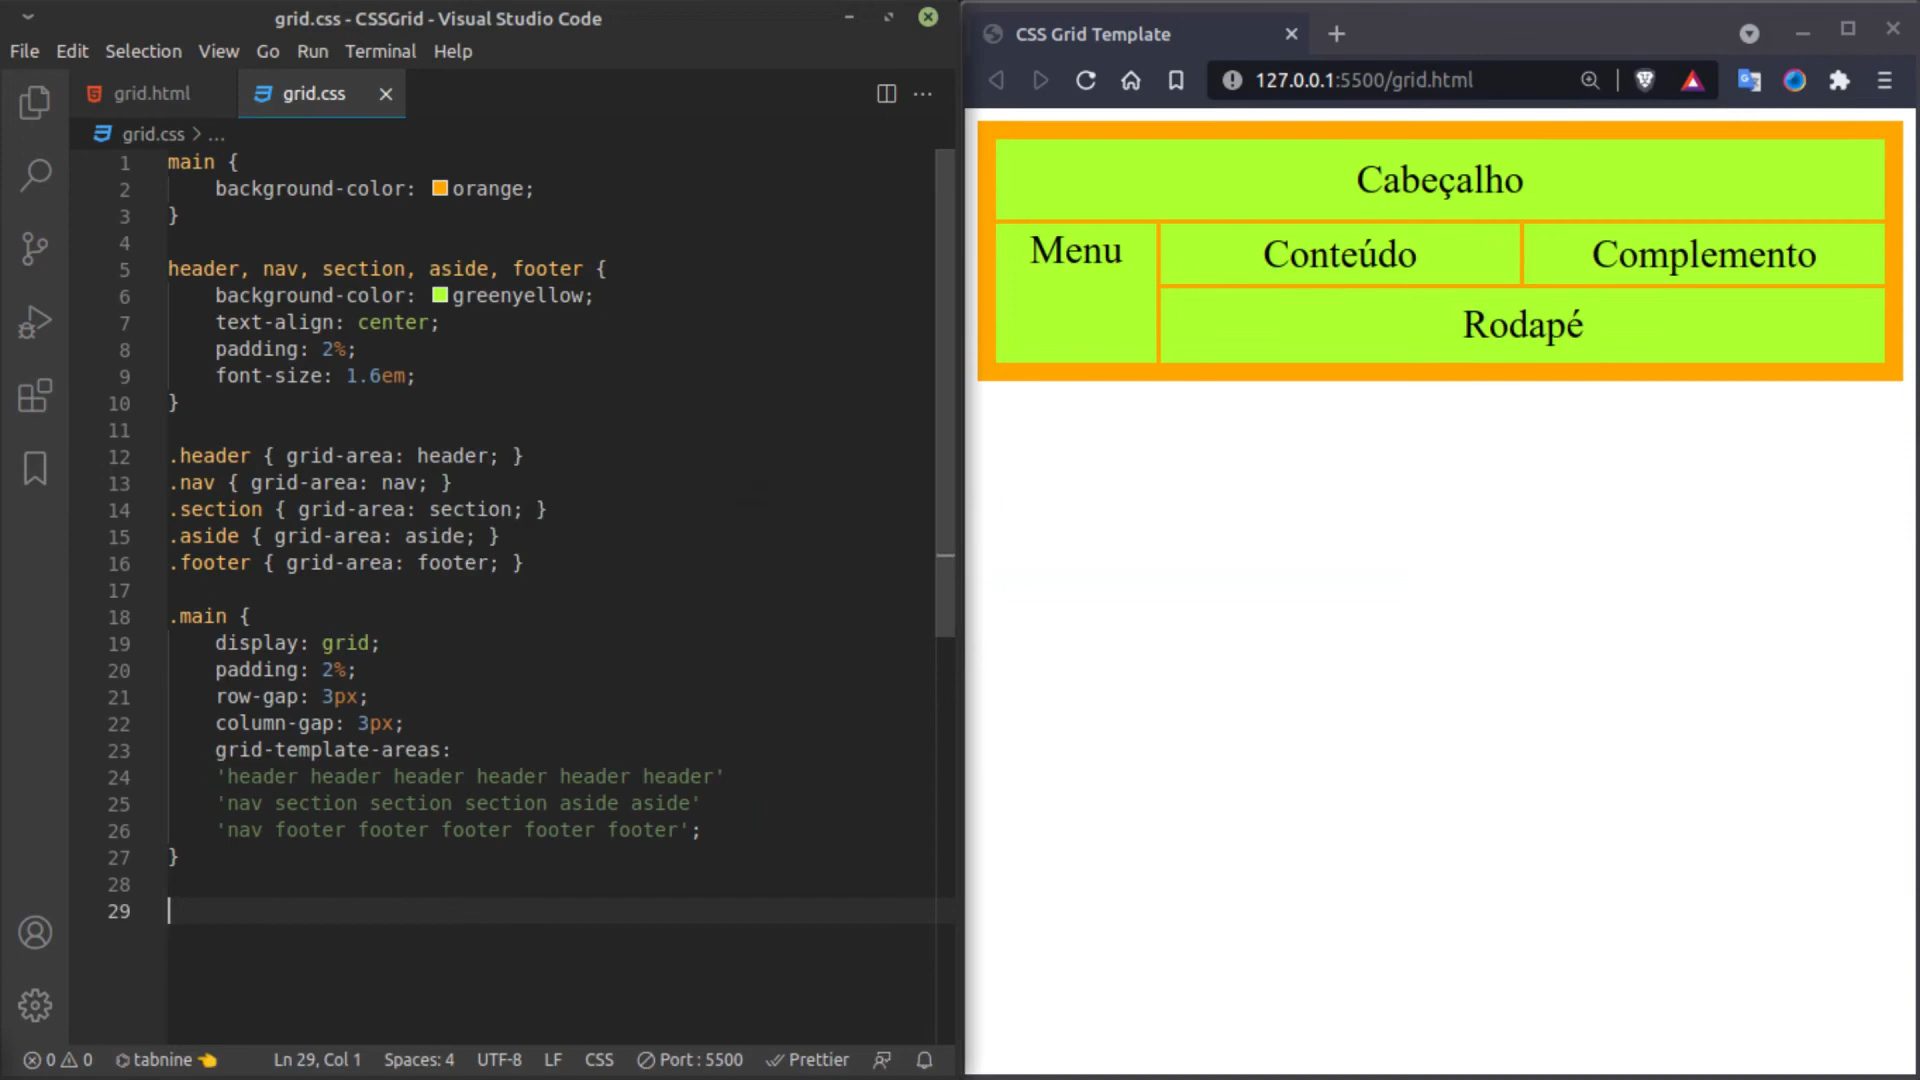 grid.css - CSSGrid - Visual Studio Code
File Edit Selection View Go Run Terminal Help
grid.html
grid.css
grid.css > ...
1 main {
2 background-color: orange;
3 }
4
5 header, nav, section, aside, footer {
6 background-color: greenyellow;
7 text-align: center;
8 padding: 2%;
9 font-size: 1.6em;
10 }
11
12 .header { grid-area: header; }
13 .nav { grid-area: nav; }
14 .section { grid-area: section; }
15 .aside { grid-area: aside; }
16 .footer { grid-area: footer; }
17
18 .main {
19 display: grid;
20 padding: 2%;
21 row-gap: 3px;
22 column-gap: 3px;
23 grid-template-areas:
24 'header header header header header header'
25 'nav section section section aside aside'
26 'nav footer footer footer footer footer';
27 }
28
29
0 0 tabnine Ln 29, Col 1 Spaces: 4 UTF-8 LF CSS Port : 5500 Prettier
CSS Grid Template
127.0.0.1:5500/grid.html
Cabeçalho
Menu
Conteúdo
Complemento
Rodapé